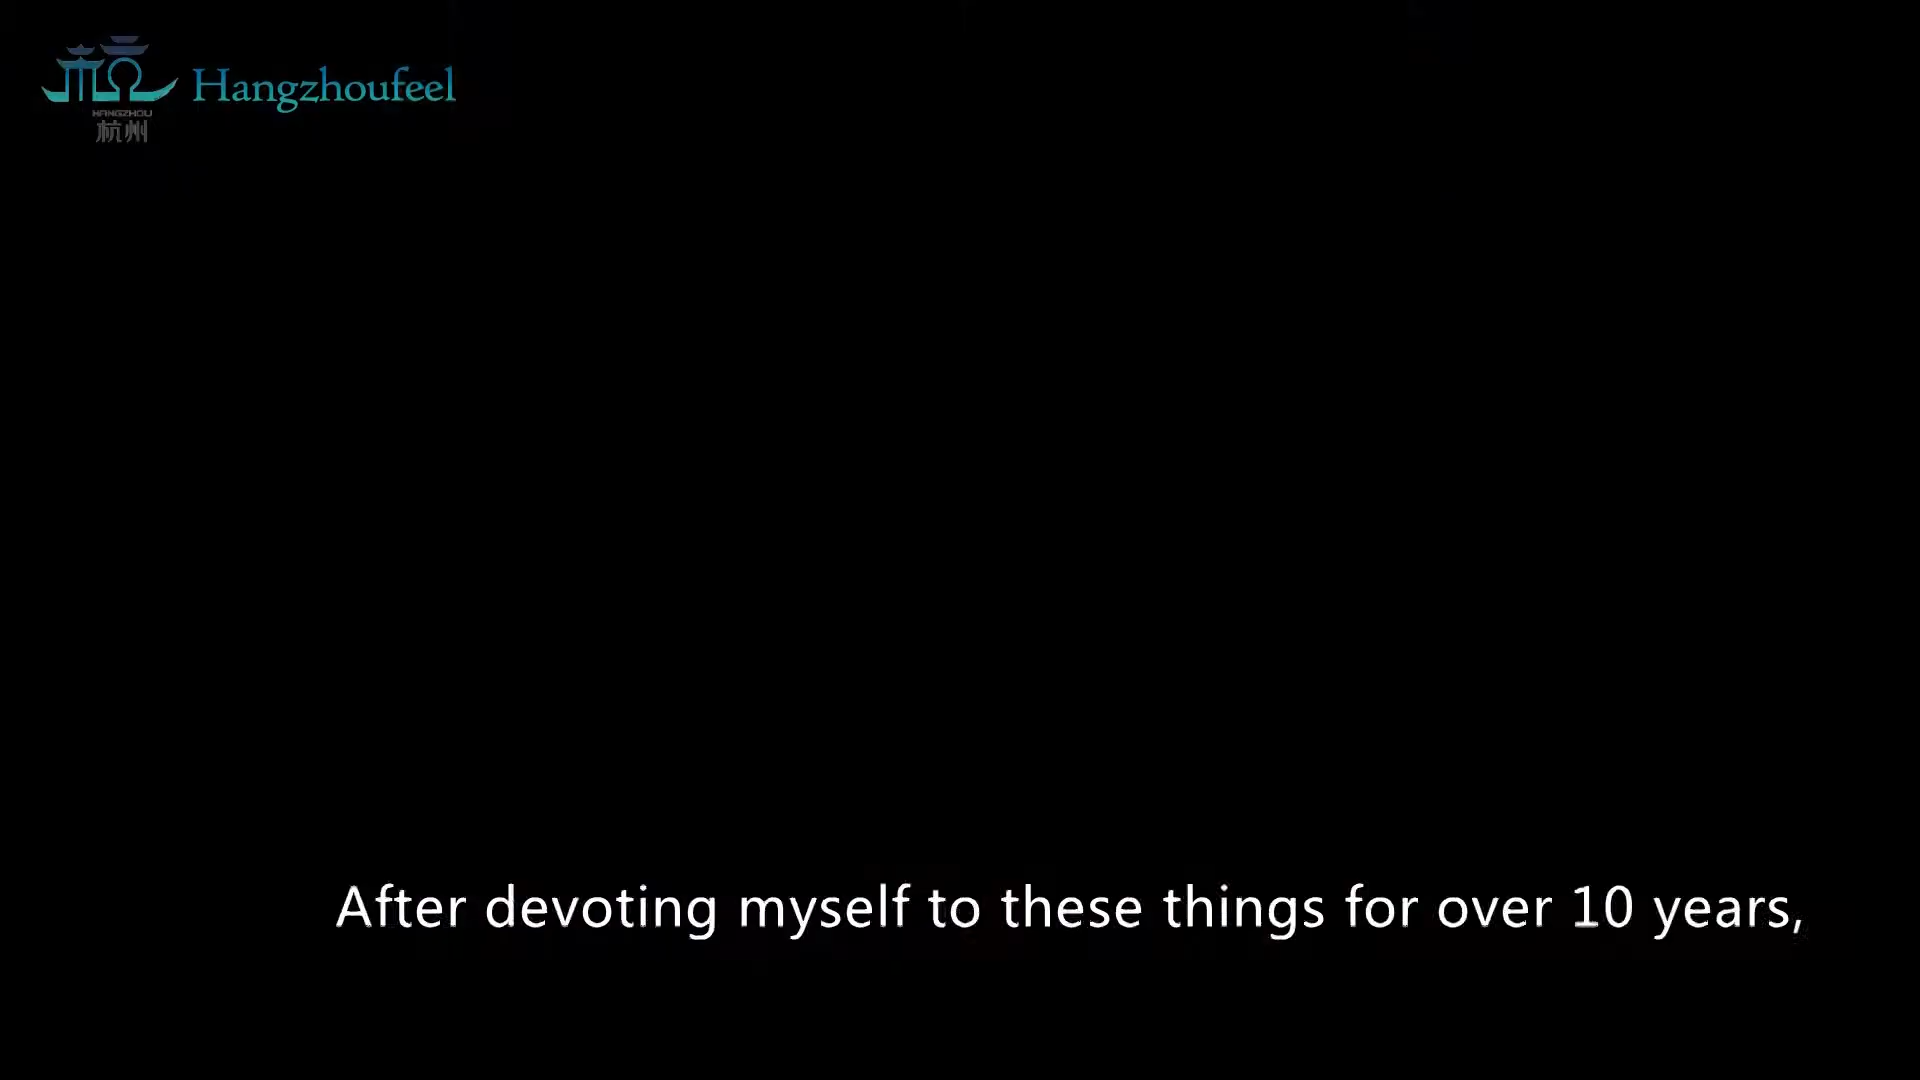 Hangzhoufeel
HANGZHOU
杭州
After devoting myself to these things for over 10 years,